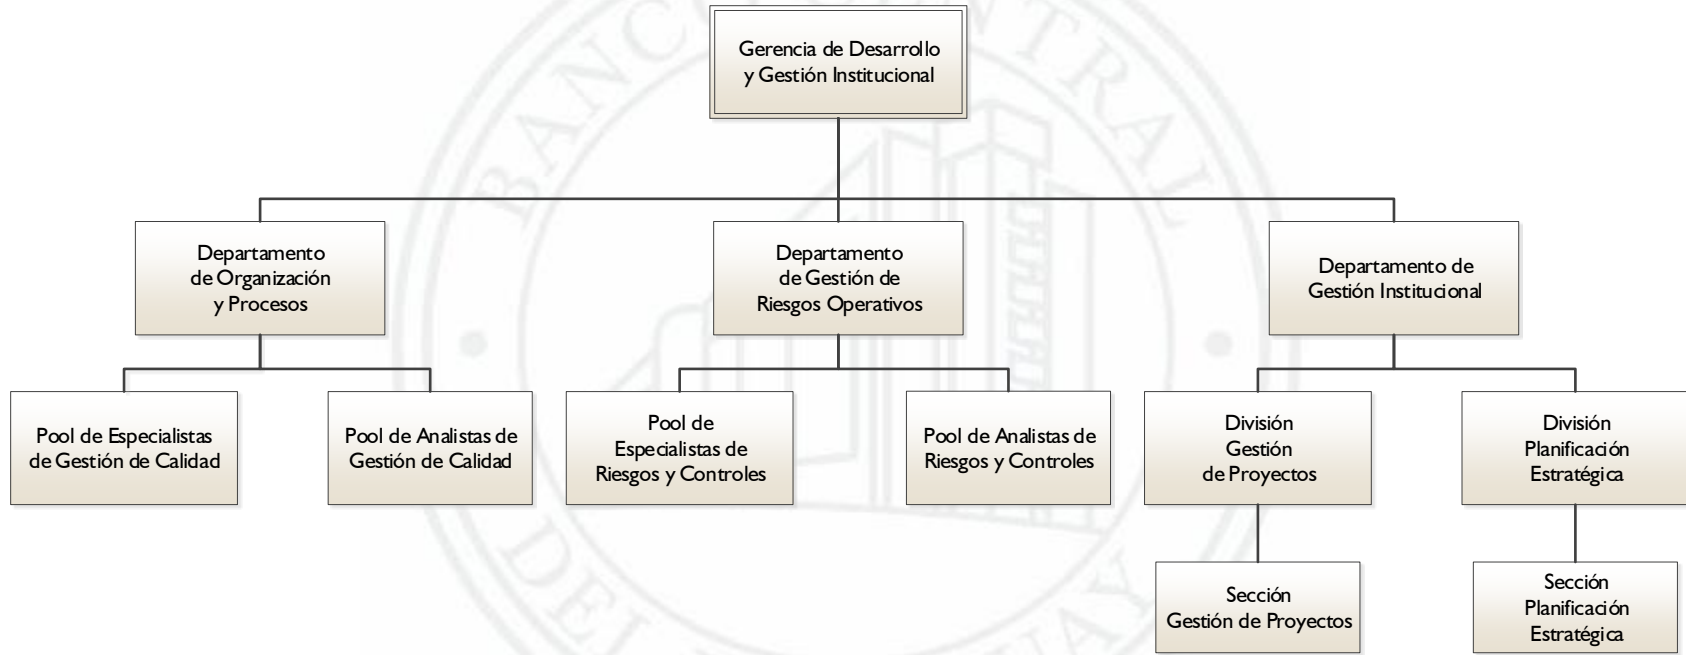 Gerencia de Desarrollo
y Gestión Institucional
Departamento
de Organización
y Procesos
Departamento
de Gestión de
Riesgos Operativos
Departamento de
Gestión Institucional
Pool de Especialistas
de Gestión de Calidad
Pool de Analistas de
Gestión de Calidad
Pool de
Especialistas de
Riesgos y Controles
Pool de Analistas de
Riesgos y Controles
División
Gestión
de Proyectos
División
Planificación
Estratégica
Sección
Gestión de Proyectos
Sección
Planificación
Estratégica
BANCO CENTRAL
DEL